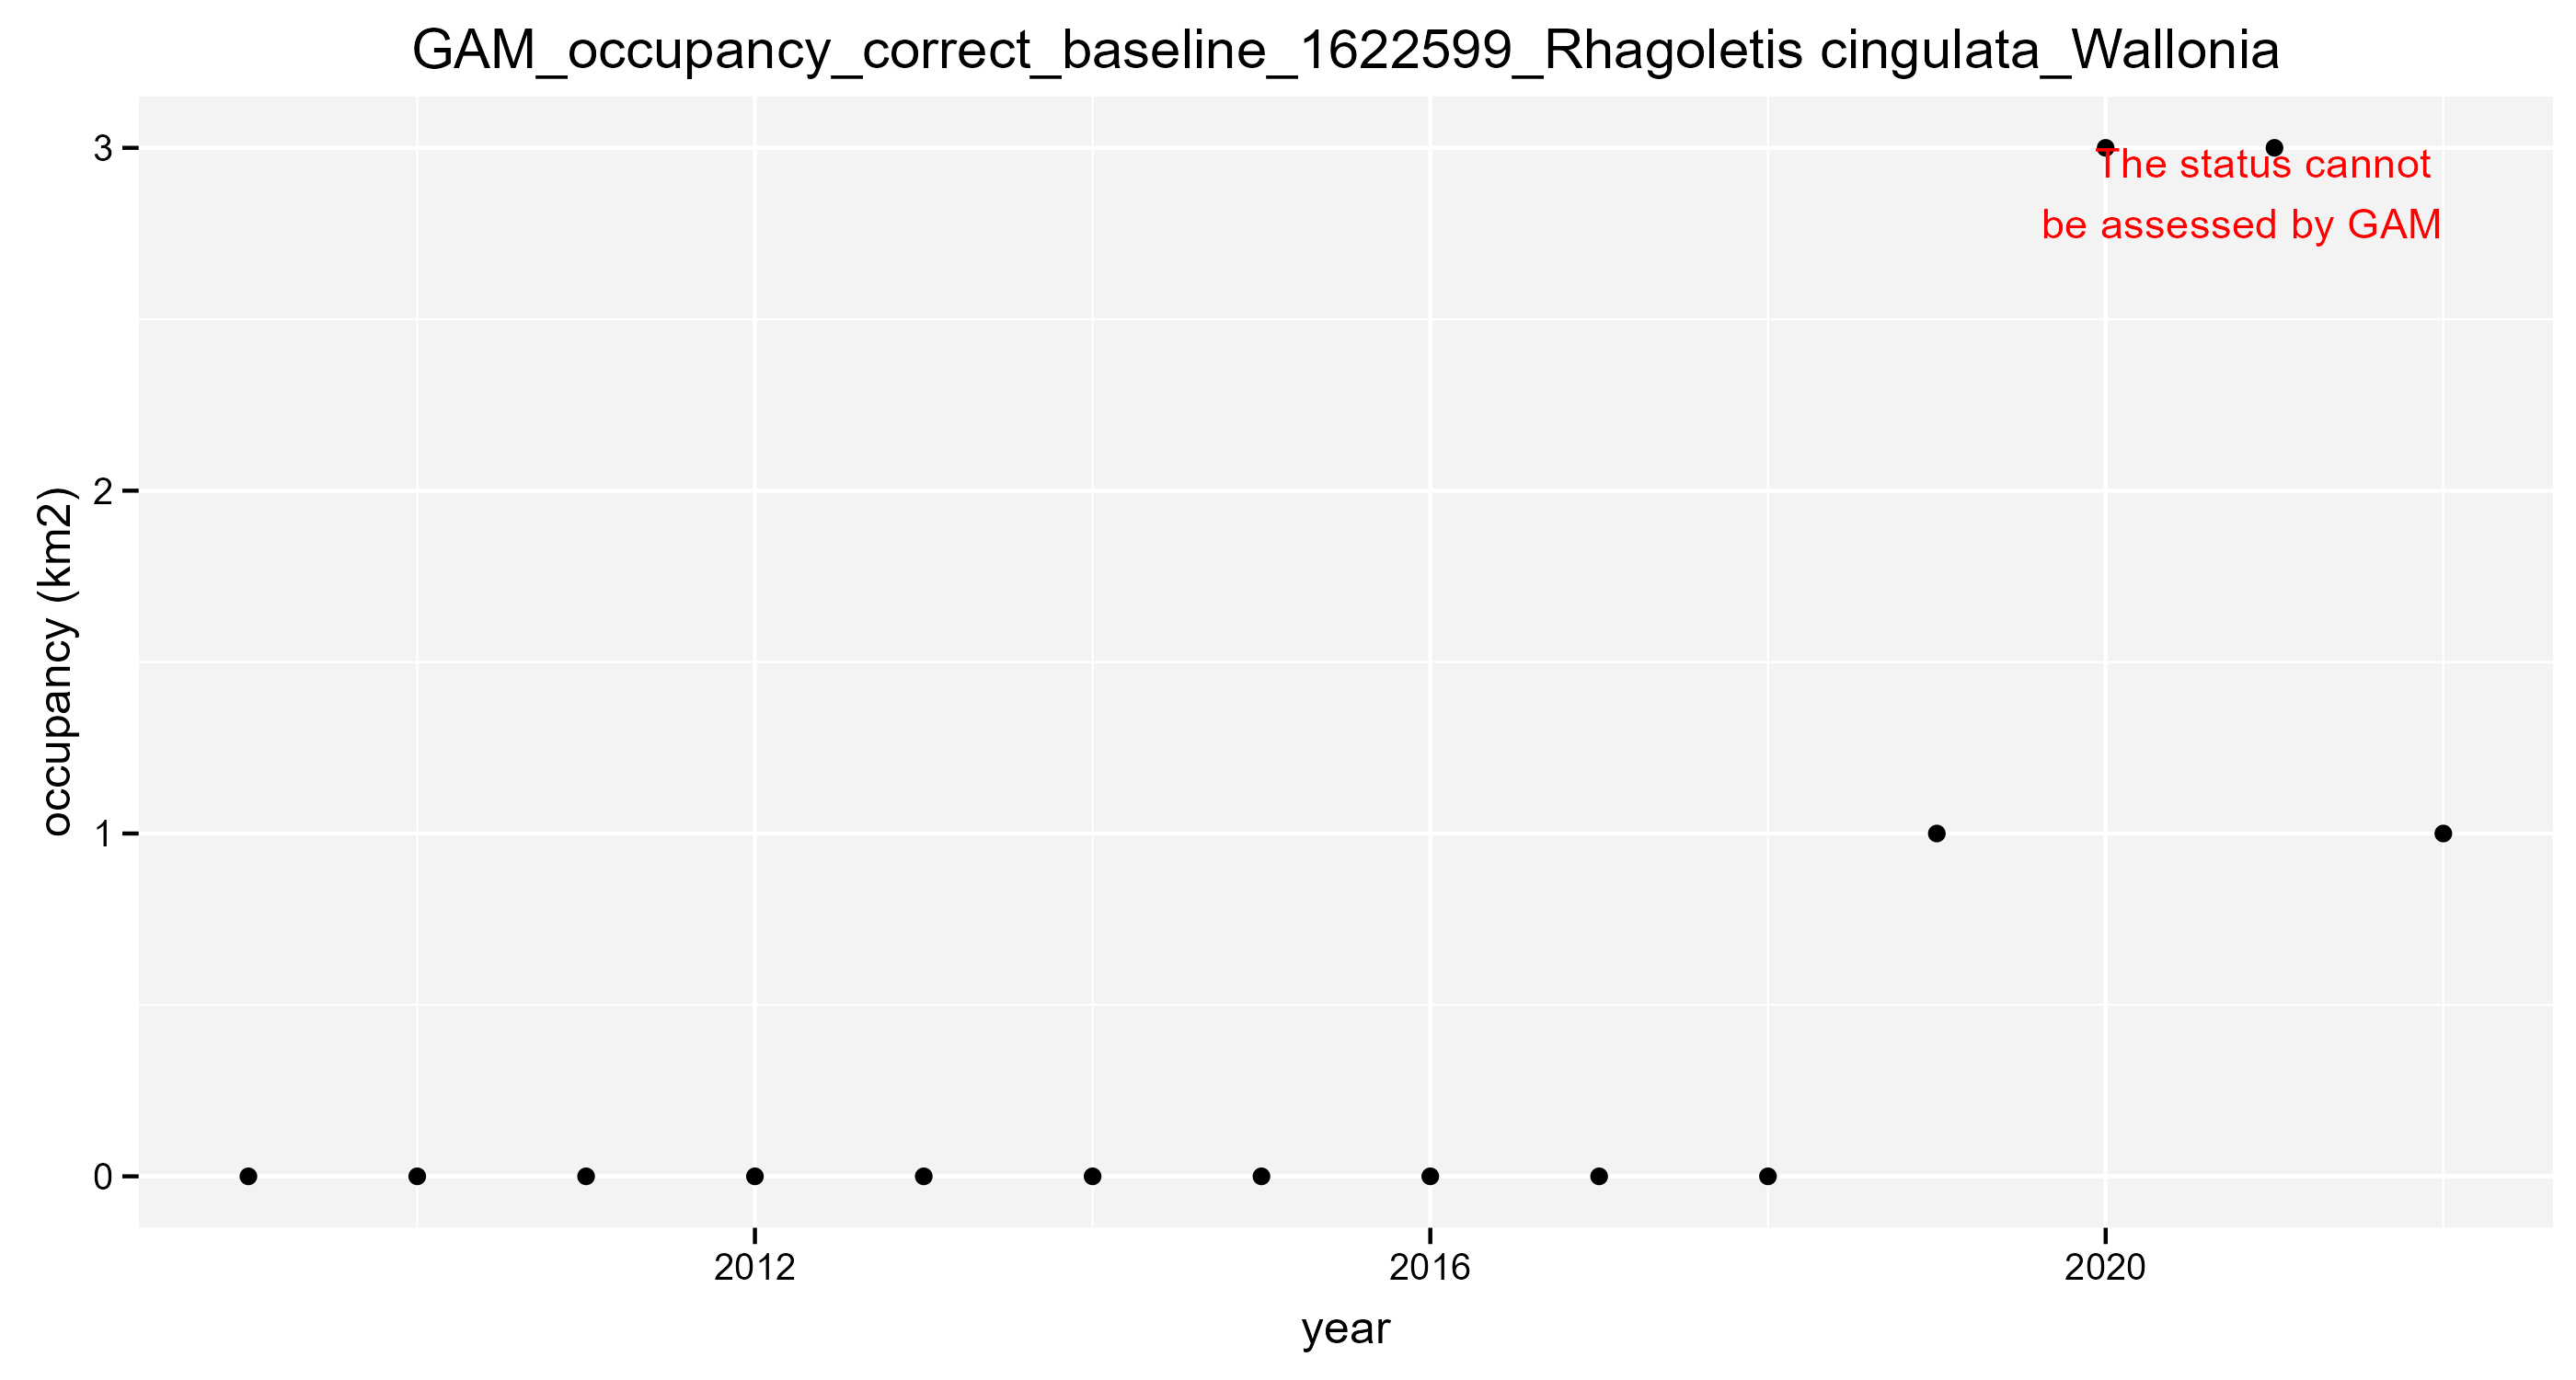 GAM_occupancy_correct_baseline_1622599_Rhagoletis cingulata_Wallonia
3
The status cannot
be assessed by GAM
2
occupancy (km2)
1
0
2012
2016
2020
year